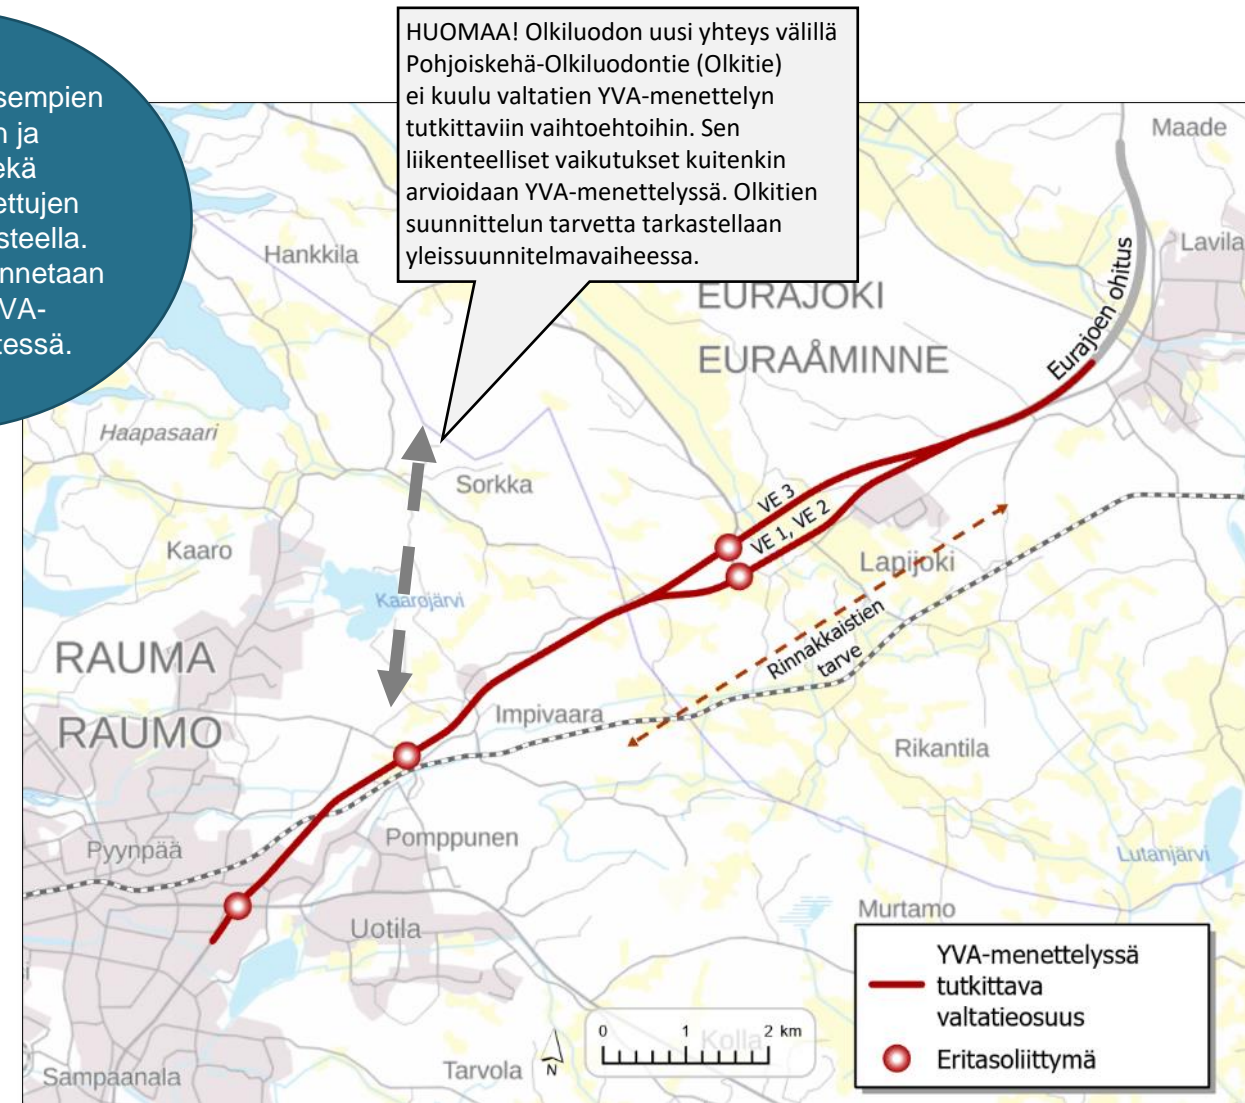 HUOMAA! Olkiluodon uusi yhteys välillä
Pohjoiskehä-Olkiluodontie (Olkitie)
ei kuulu valtatien YVA-menettelyn
tutkittaviin vaihtoehtoihin. Sen
liikenteelliset vaikutukset kuitenkin
arvioidaan YVA-menettelyssä. Olkitien
suunnittelun tarvetta tarkastellaan
yleissuunnitelmavaiheessa.
sempien
n ja
ekä
ettujen
steella.
nnetaan
VA-
tessä.
Maade
Lavila
Hankkila
EURAJOKI
EURAÅMINNE
Eurajoen ohitus
Haapasaari
Sorkka
VE 3
VE 1, VE 2
Kaaro
Lapijoki
Kaarojärvi
Rinnakkaistien
tarve
RAUMA
RAUMO
Impivaara
Rikantila
Pomppunen
Pyynpää
Lutanjärvi
Murtamo
Uotila
YVA-menettelyssä
tutkittava
valtatieosuus
Eritasoliittymä
0 1 2 km
Kolla
N
Tarvola
Sampaanala